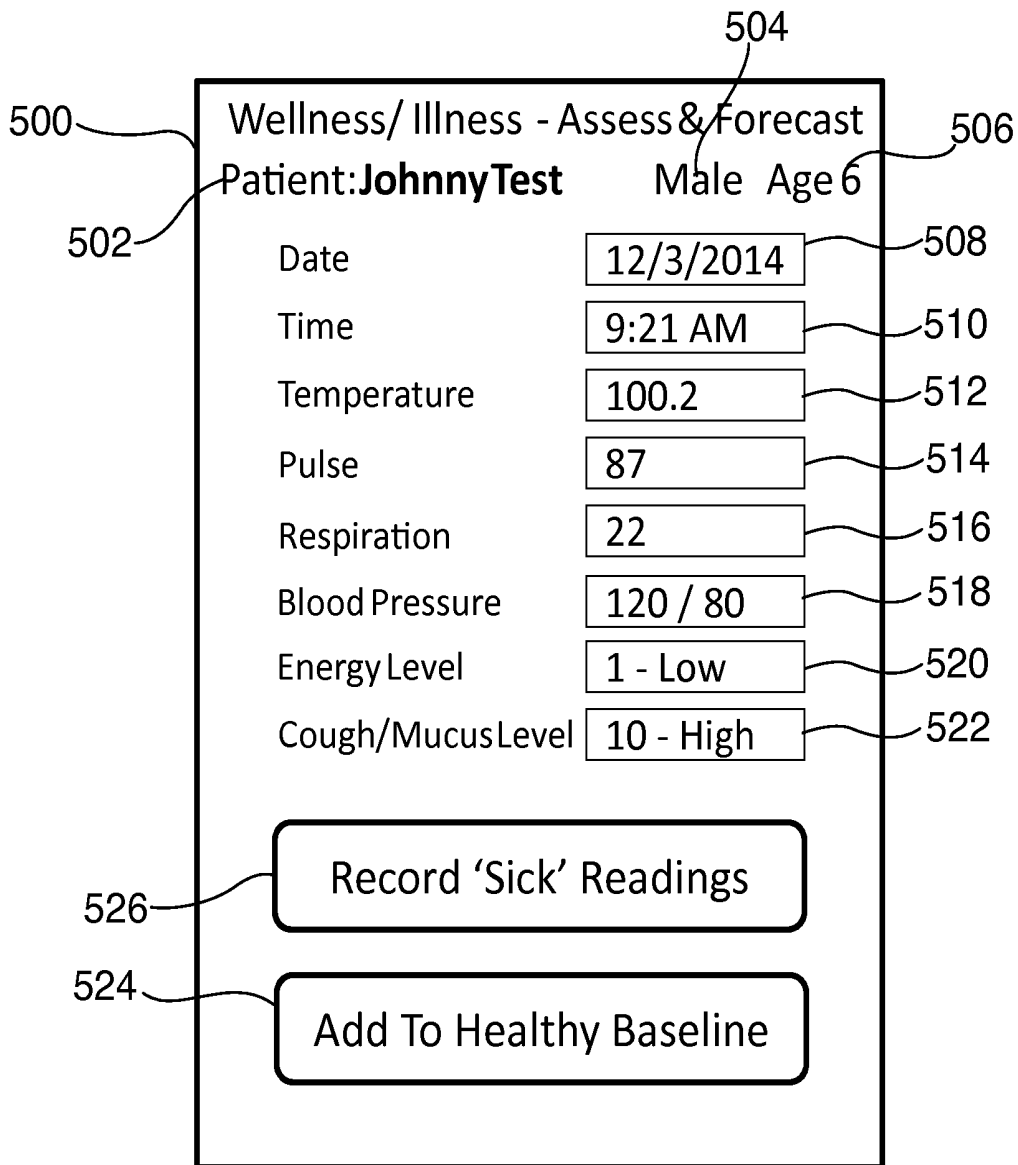 504
500
Wellness/ Illness - Assess & Forecast
506
Patient: Johnny Test Male Age 6
502
Date 12/3/2014 508
Time 9:21 AM 510
Temperature 100.2 512
Pulse 87 514
Respiration 22 516
Blood Pressure 120 / 80 518
Energy Level 1 - Low 520
Cough/Mucus Level 10 - High 522
Record ‘Sick’ Readings
526
524
Add To Healthy Baseline